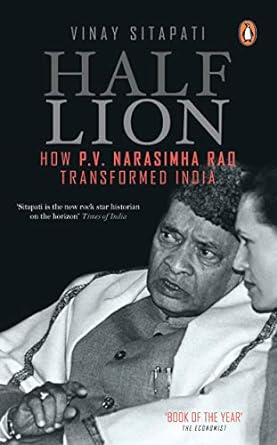 VINAY SITAPATI
HALF
LION
HOW P.V. NARASIMHA RAO
TRANSFORMED INDIA
'Sitapati is the new rock star historian
on the horizon' Times of India
'BOOK OF THE YEAR'
THE ECONOMIST